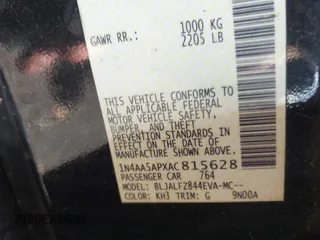 GAWR RR.: 1000 KG
2205 LB
THIS VEHICLE CONFORMS TO
ALL APPLICABLE FEDERAL
MOTOR VEHICLE SAFETY,
BUMPER, AND THEFT
PREVENTION STANDARDS IN
EFFECT ON THE DATE OF
MANUFACTURE SHOWN ABOVE.
1N4AA5APXAC815628
PASSENGER CAR 764
MODEL: BLJALFZ844EVA-MC--
COLOR: KH3 TRIM: G 9N00A